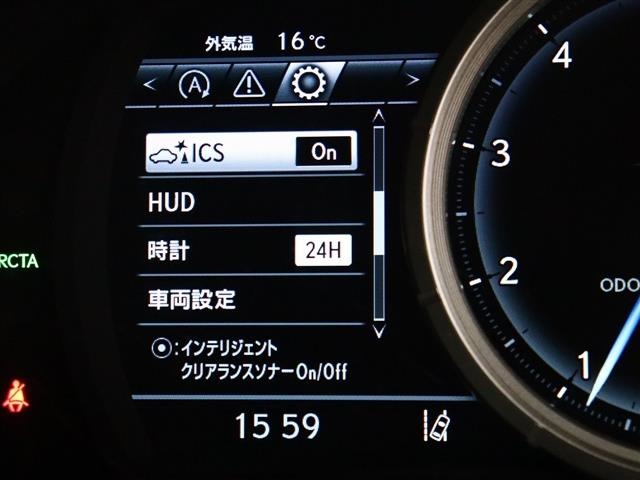 外気温 16℃
< A >
ICS On
HUD
時計 24H
車両設定
:インテリジェント
クリアランスソナーOn/Off
15 59
RCTA
4
3
2
1
ODO